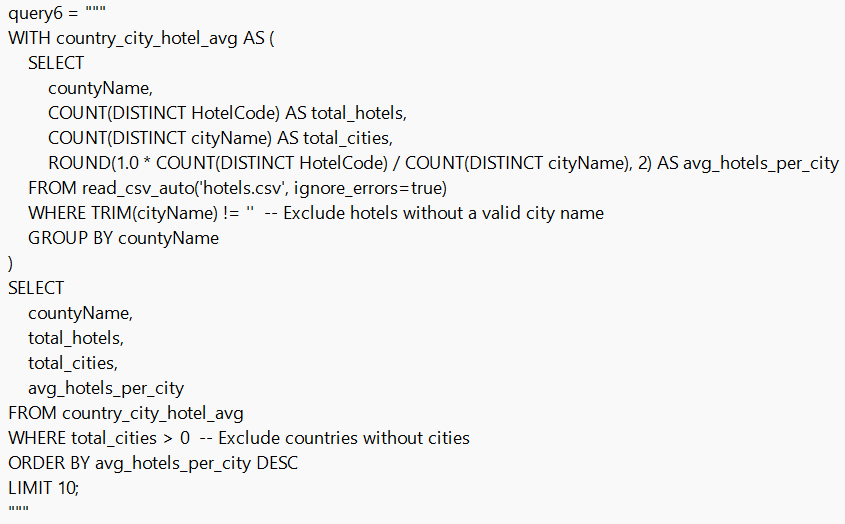 query6 = """
WITH country_city_hotel_avg AS (
    SELECT
        countyName,
        COUNT(DISTINCT HotelCode) AS total_hotels,
        COUNT(DISTINCT cityName) AS total_cities,
        ROUND(1.0 * COUNT(DISTINCT HotelCode) / COUNT(DISTINCT cityName), 2) AS avg_hotels_per_city
    FROM read_csv_auto('hotels.csv', ignore_errors=true)
    WHERE TRIM(cityName) != ''  -- Exclude hotels without a valid city name
    GROUP BY countyName
)
SELECT
    countyName,
    total_hotels,
    total_cities,
    avg_hotels_per_city
FROM country_city_hotel_avg
WHERE total_cities > 0  -- Exclude countries without cities
ORDER BY avg_hotels_per_city DESC
LIMIT 10;
"""